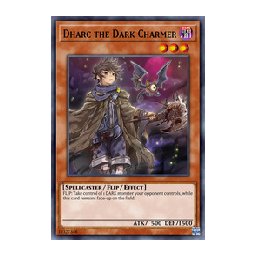 Dharc the Dark Charmer
[Spellcaster / Flip / Effect]
FLIP: Take control of 1 DARK monster your opponent controls, while
this card remains face-up on the field.
ATK/ 500 DEF/1500